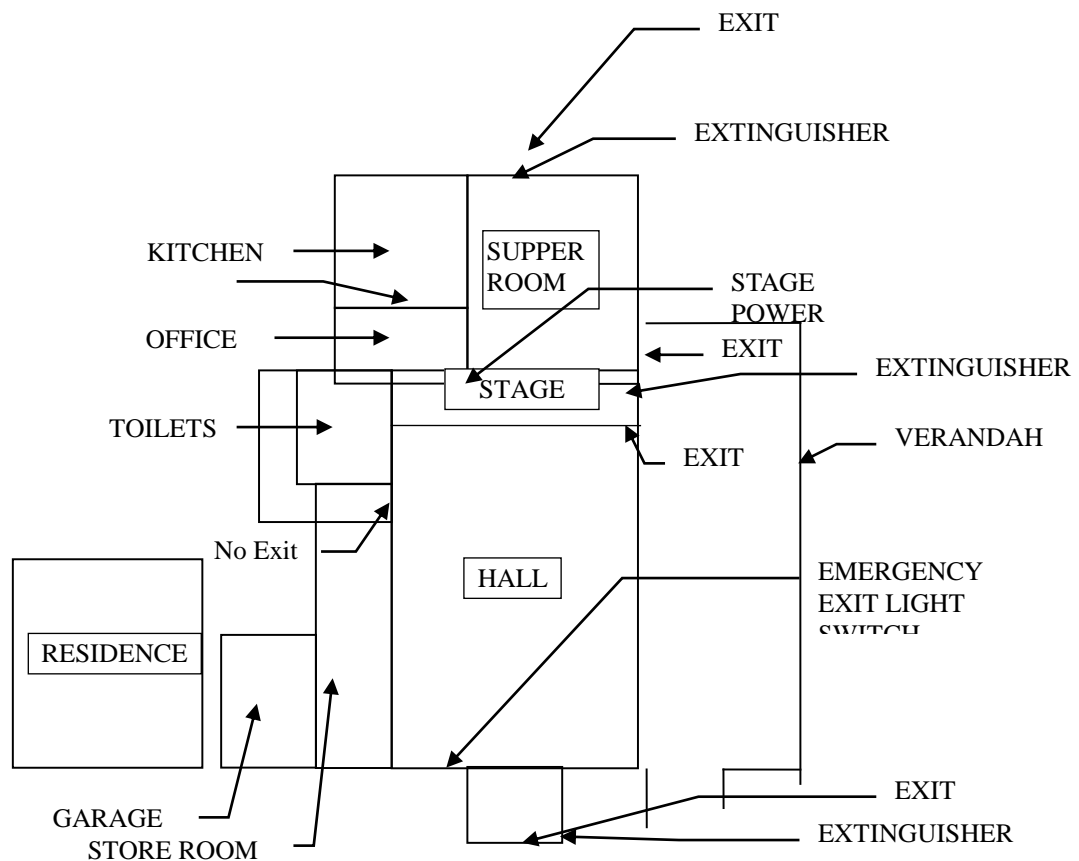 EXIT
EXTINGUISHER
KITCHEN
SUPPER
ROOM
STAGE
POWER
OFFICE
EXIT
EXTINGUISHER
STAGE
TOILETS
EXIT
VERANDAH
No Exit
HALL
EMERGENCY
EXIT LIGHT
SWITCH
RESIDENCE
EXIT
GARAGE
EXTINGUISHER
STORE ROOM